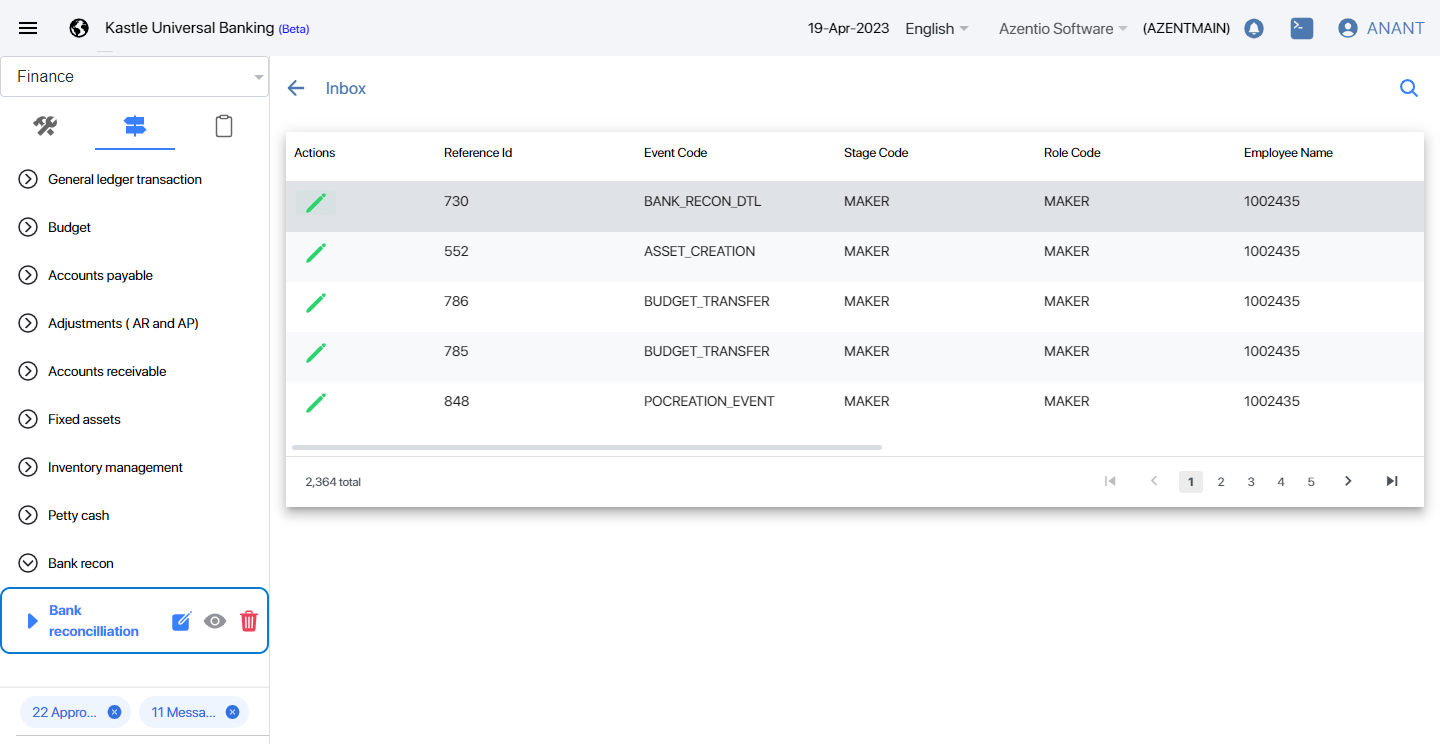 Kastle Universal Banking (Beta)
19-Apr-2023 English Azentio Software (AZENTMAIN) ANANT
Finance
General ledger transaction
Budget
Accounts payable
Adjustments ( AR and AP)
Accounts receivable
Fixed assets
Inventory management
Petty cash
Bank recon
Bank
reconcilliation
22 Appro... 11 Messa...
Inbox
Actions Reference Id Event Code Stage Code Role Code Employee Name
730 BANK_RECON_DTL MAKER MAKER 1002435
552 ASSET_CREATION MAKER MAKER 1002435
786 BUDGET_TRANSFER MAKER MAKER 1002435
785 BUDGET_TRANSFER MAKER MAKER 1002435
848 POCREATION_EVENT MAKER MAKER 1002435
2,364 total 1 2 3 4 5